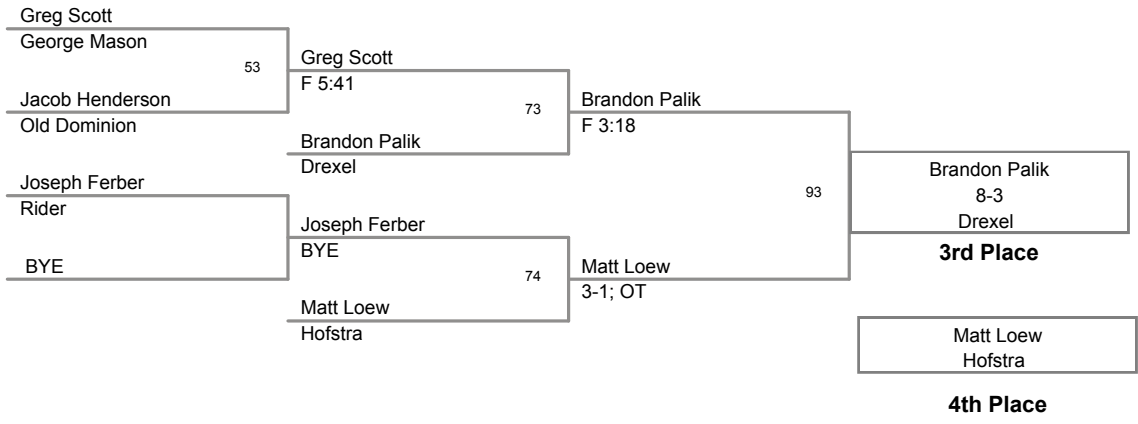 Greg Scott
George Mason
53
Jacob Henderson
Old Dominion
Greg Scott
F 5:41
73
Brandon Palik
Drexel
Brandon Palik
F 3:18
Joseph Ferber
Rider
BYE
Joseph Ferber
BYE
74
Matt Loew
Hofstra
Matt Loew
3-1; OT
93
Brandon Palik
8-3
Drexel
3rd Place
Matt Loew
Hofstra
4th Place